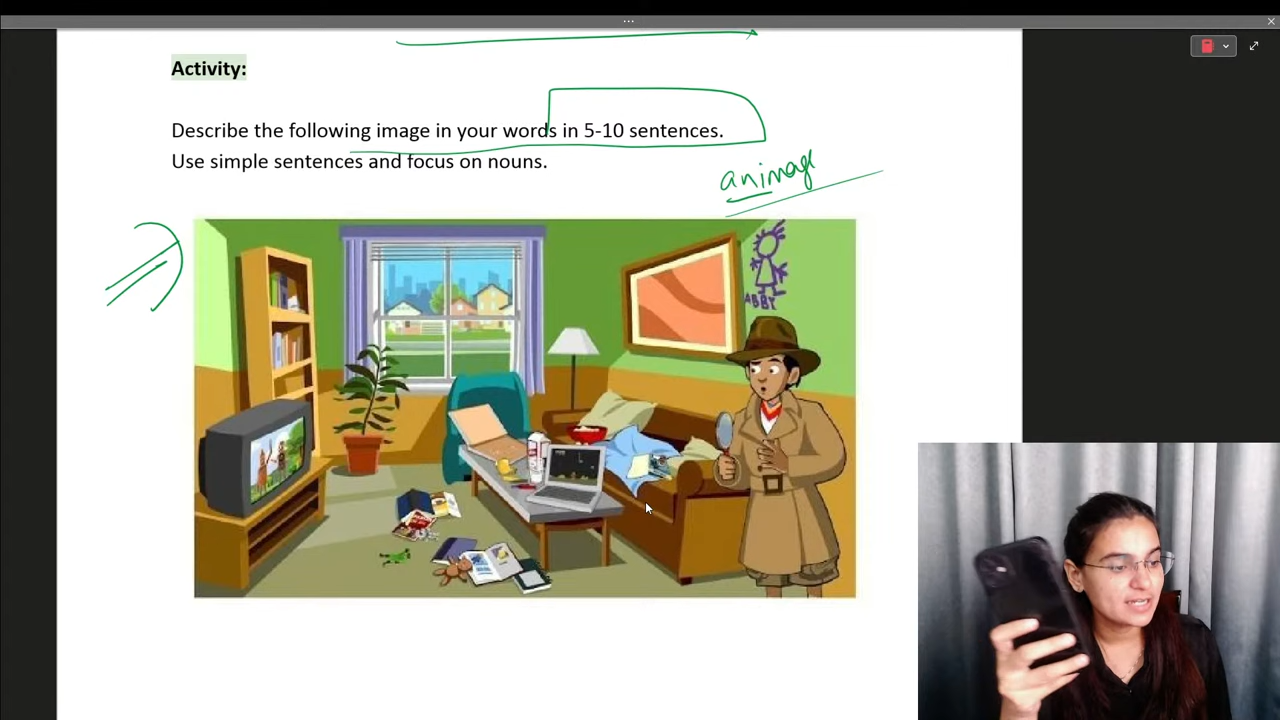 Activity:
Describe the following image in your words in 5-10 sentences.
Use simple sentences and focus on nouns.
animage
ABBY